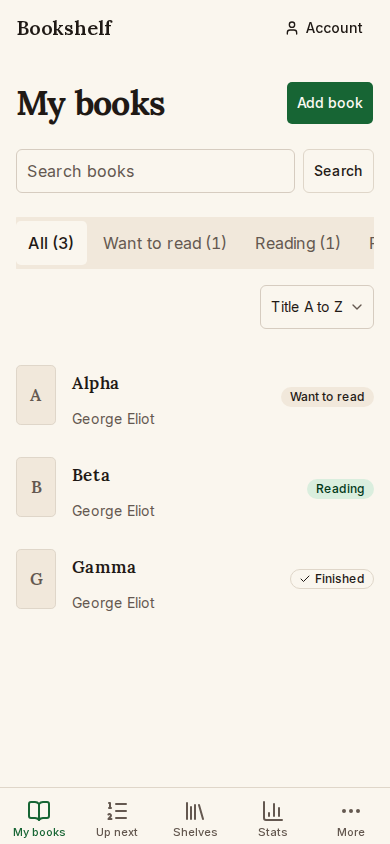 Bookshelf
Account
My books
Add book
Search books
Search
All (3)
Want to read (1)
Reading (1)
Title A to Z
A
Alpha
George Eliot
Want to read
B
Beta
George Eliot
Reading
G
Gamma
George Eliot
Finished
My books
Up next
Shelves
Stats
More